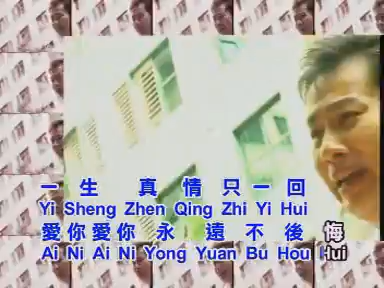 一 生 真 情 只 一 回
Yi Sheng Zhen Qing Zhi Yi Hui
愛 你 愛 你 永 遠 不 後 悔
Ai Ni Ai Ni Yong Yuan Bu Hou Hui